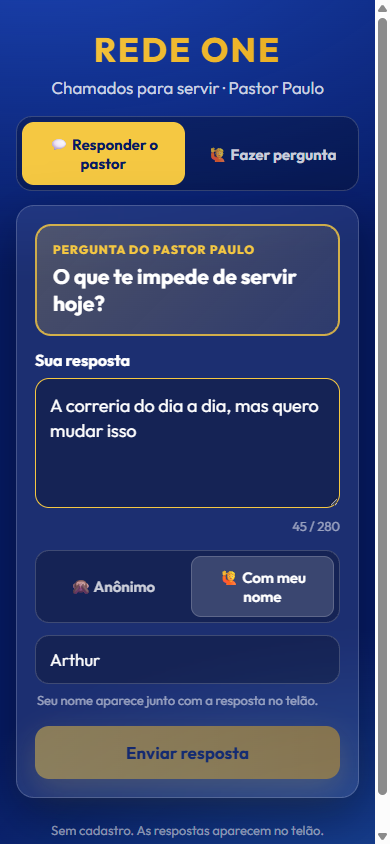 REDE ONE
Chamados para servir · Pastor Paulo
Responder o
pastor
Fazer pergunta
PERGUNTA DO PASTOR PAULO
O que te impede de servir
hoje?
Sua resposta
A correria do dia a dia, mas quero
mudar isso
45 / 280
Anônimo
Com meu
nome
Arthur
Seu nome aparece junto com a resposta no telão.
Enviar resposta
Sem cadastro. As respostas aparecem no telão.